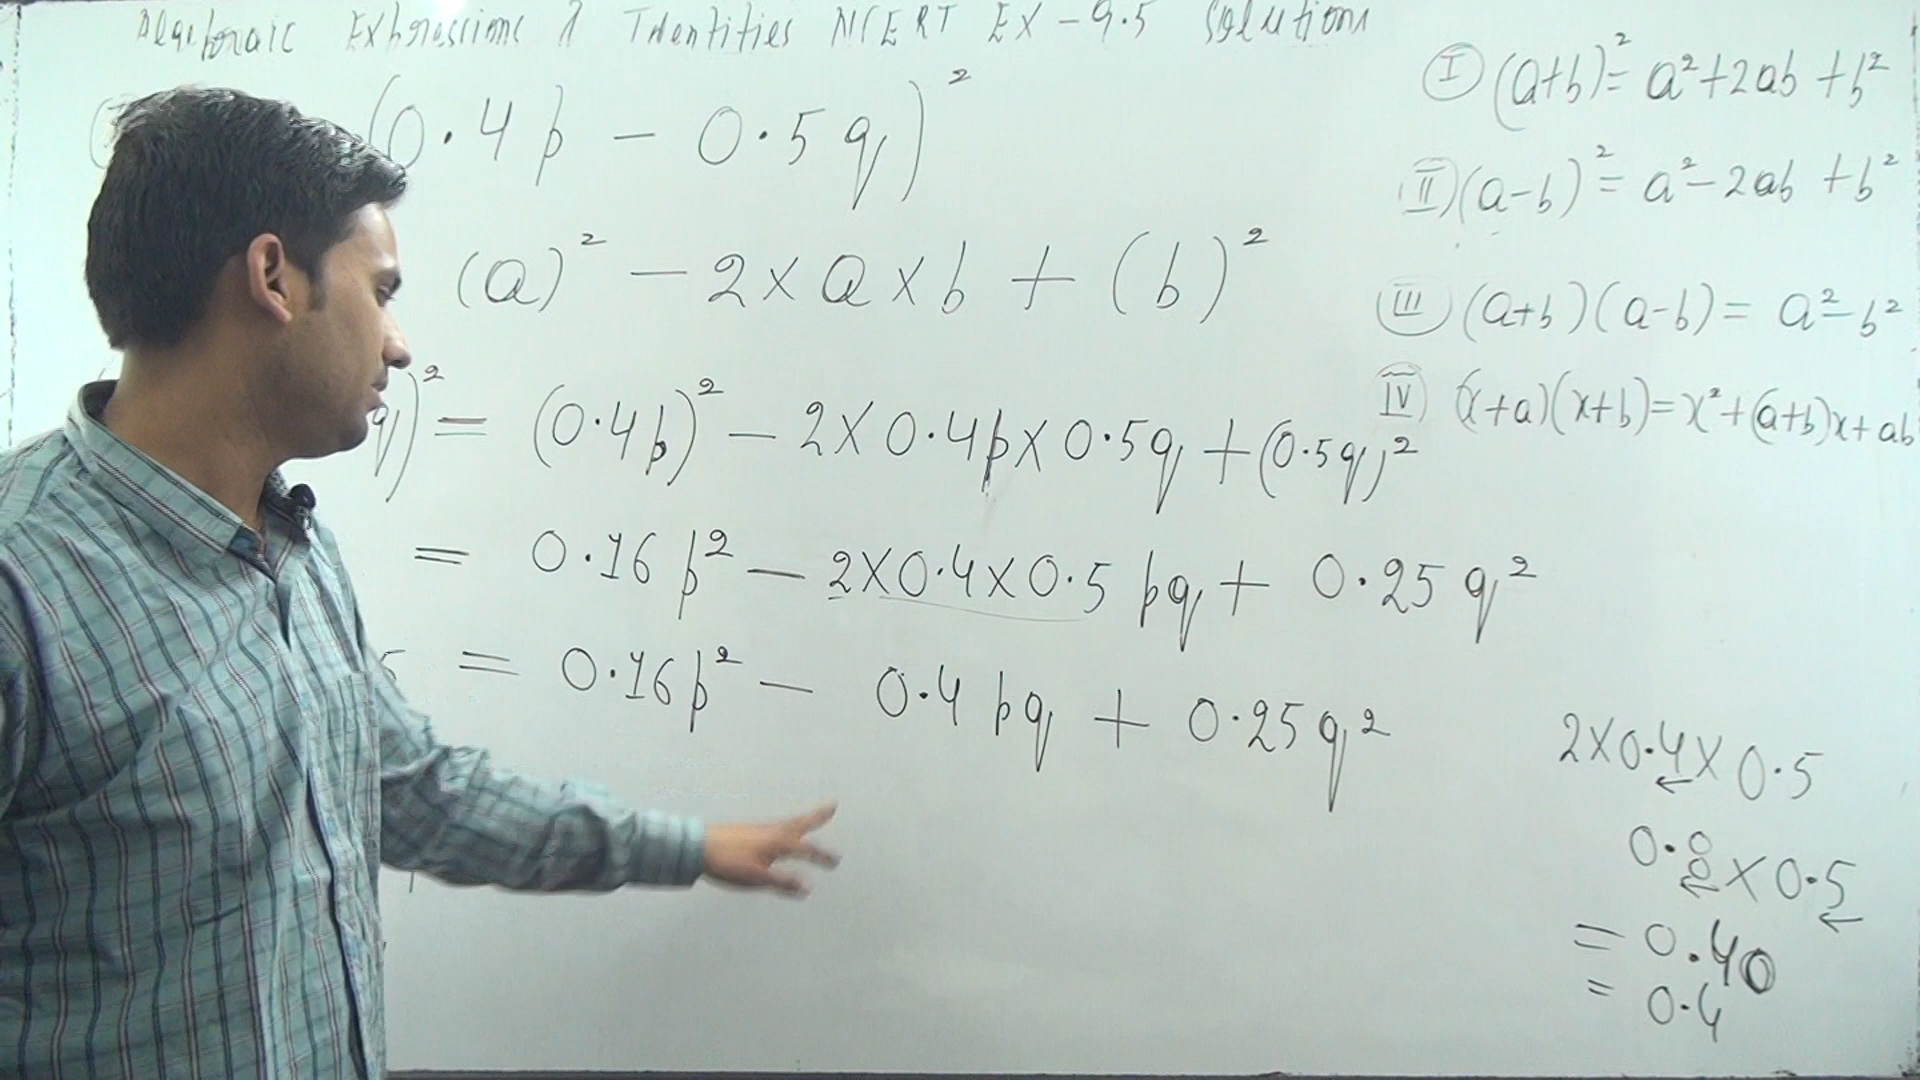 Algebraic Expressions & Identities NCERT EX - 9.5 Solutions
(0.4p - 0.5q)²
(a)² - 2 × a × b + (b)²
q)² = (0.4p)² - 2 × 0.4p × 0.5q + (0.5q)²
= 0.16p² - 2×0.4×0.5 pq + 0.25q²
= 0.16p² - 0.4pq + 0.25q²
I (a+b)² = a² + 2ab + b²
II (a-b)² = a² - 2ab + b²
III (a+b)(a-b) = a² - b²
IV (x+a)(x+b) = x² + (a+b)x + ab
2×0.4×0.5
0.8×0.5
= 0.40
= 0.4